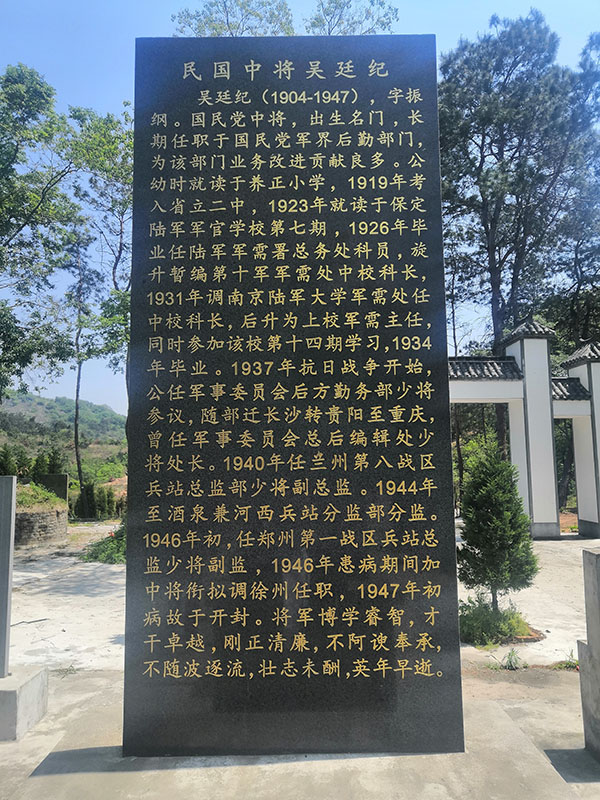 民国中将吴廷纪
吴廷纪（1904-1947），字振
纲。国民党中将，出生名门，长
期任职于国民党军界后勤部门，
为该部门业务改进贡献良多。公
幼时就读于养正小学，1919年考
入省立二中，1923年就读于保定
陆军军官学校第七期，1926年毕
业任陆军军需署总务处科员，旋
升暂编第十军军需处中校科长，
1931年调南京陆军大学军需处任
中校科长，后升为上校军需主任，
同时参加该校第十四期学习，1934
年毕业。1937年抗日战争开始，
公任军事委员会后方勤务部少将
参议，随部迁长沙转贵阳至重庆，
曾任军事委员会总后编辑处少
将处长。1940年任兰州第八战区
兵站总监部少将副总监。1944年
至酒泉兼河西兵站分监部分监。
1946年初，任郑州第一战区兵站总
监少将副监，1946年患病期间加
中将衔拟调徐州任职，1947年初
病故于开封。将军博学睿智，才
干卓越，刚正清廉，不阿谀奉承，
不随波逐流，壮志未酬，英年早逝。